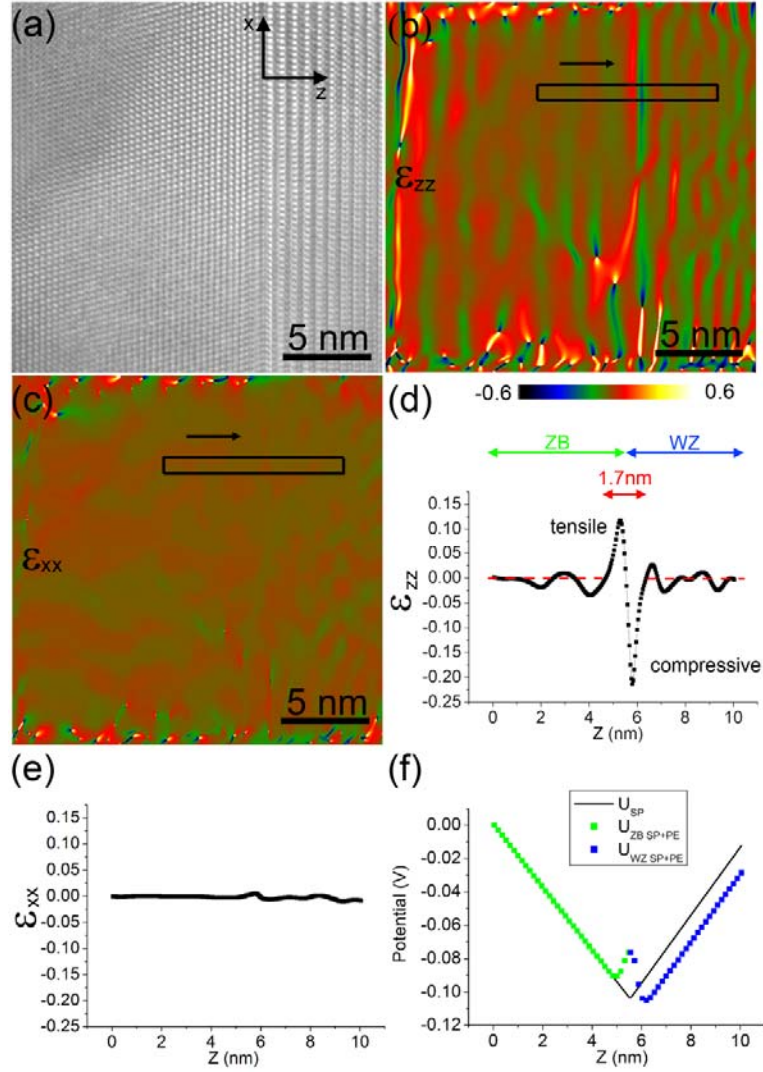 (a)
x
z
5 nm
(b)
εzz
5 nm
(c)
εxx
5 nm
-0.6
0.6
(d)
ZB
WZ
1.7nm
tensile
compressive
0.15
0.10
0.05
0.00
-0.05
-0.10
-0.15
-0.20
-0.25
εzz
0 2 4 6 8 10
Z (nm)
(e)
0.15
0.10
0.05
0.00
-0.05
-0.10
-0.15
-0.20
-0.25
εxx
0 2 4 6 8 10
Z (nm)
(f)
USP
UZB SP+PE
UWZ SP+PE
0.00
-0.02
-0.04
-0.06
-0.08
-0.10
-0.12
Potential (V)
0 2 4 6 8 10
Z (nm)